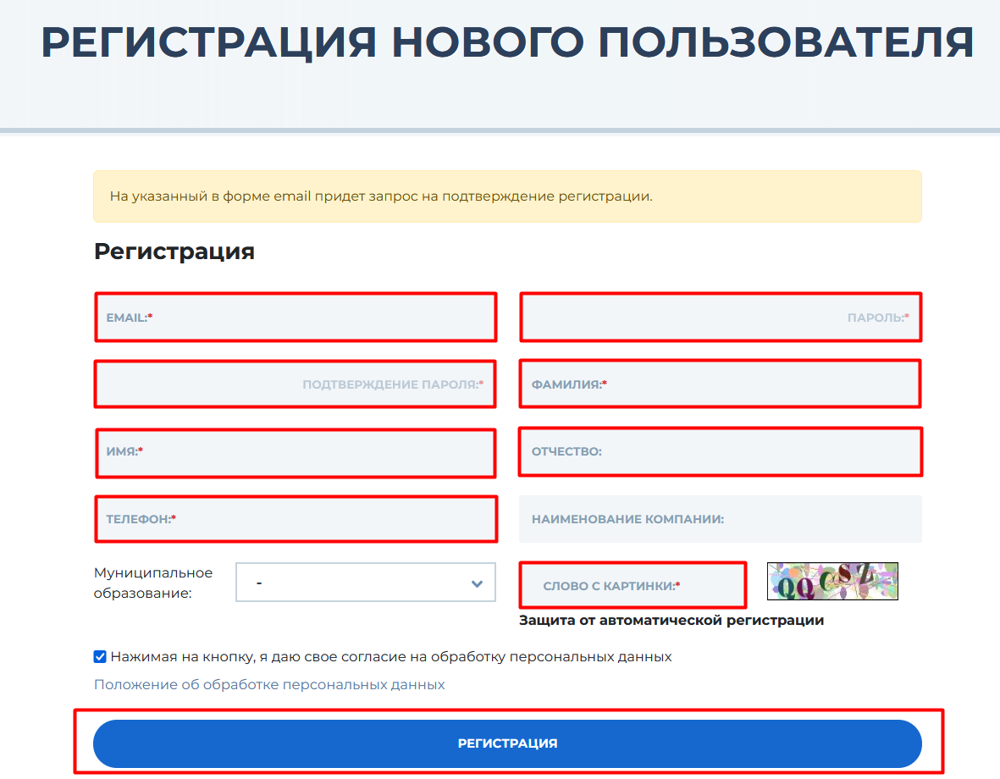 РЕГИСТРАЦИЯ НОВОГО ПОЛЬЗОВАТЕЛЯ
На указанный в форме email придет запрос на подтверждение регистрации.
Регистрация
EMAIL:*
ПАРОЛЬ:*
ПОДТВЕРЖДЕНИЕ ПАРОЛЯ:*
ФАМИЛИЯ:*
ИМЯ:*
ОТЧЕСТВО:
ТЕЛЕФОН:*
НАИМЕНОВАНИЕ КОМПАНИИ:
Муниципальное
образование:
-
СЛОВО С КАРТИНКИ:*
QQCSZ
Защита от автоматической регистрации
Нажимая на кнопку, я даю свое согласие на обработку персональных данных
Положение об обработке персональных данных
РЕГИСТРАЦИЯ